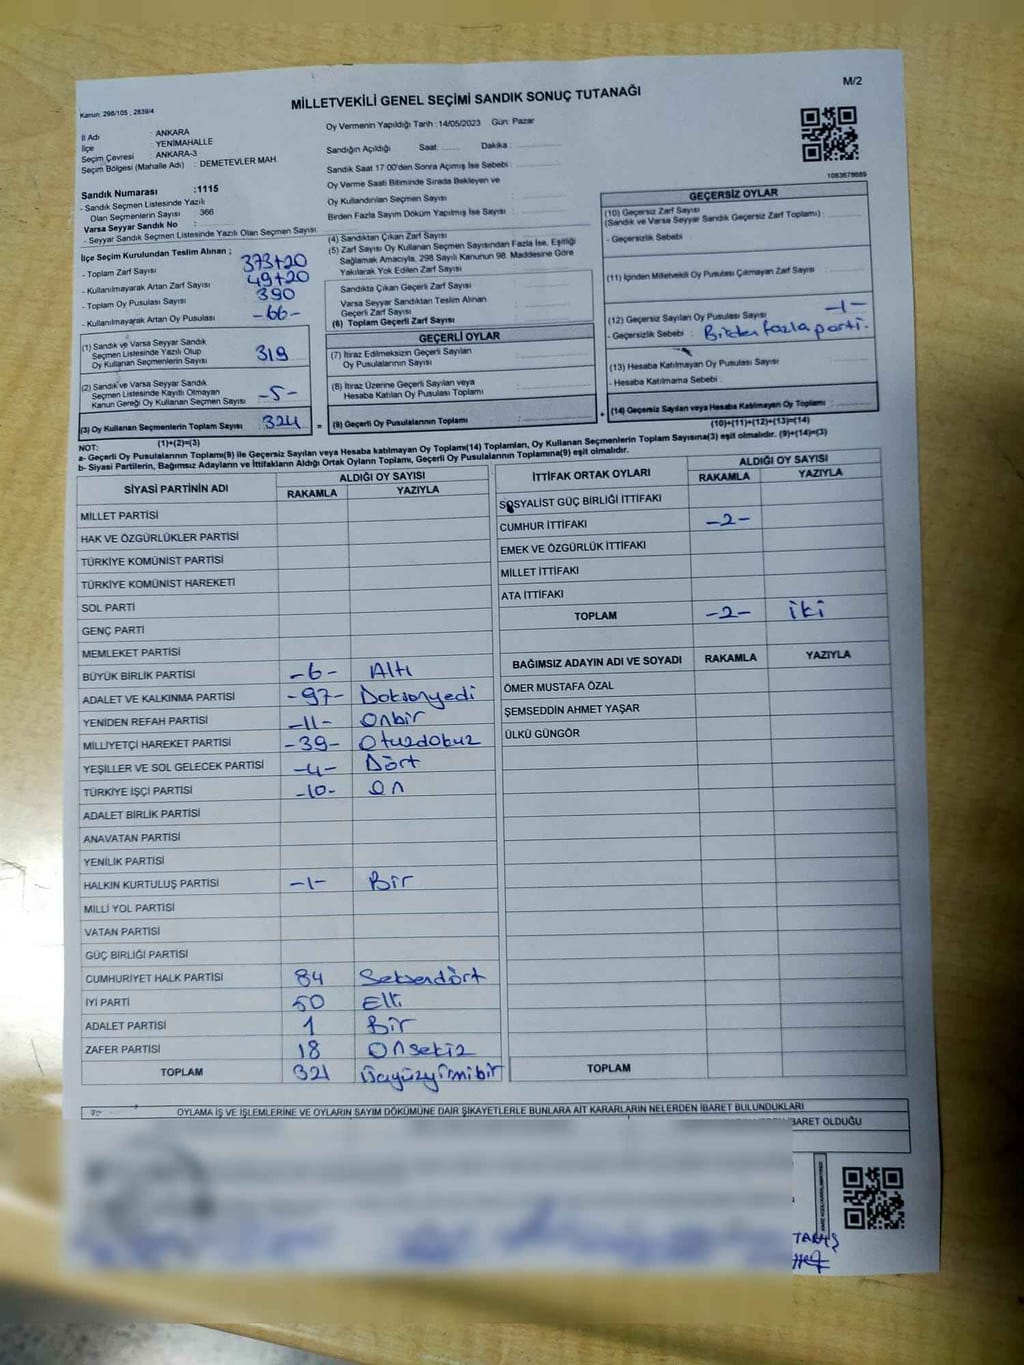 M/2
Kanun: 298/105 , 2839/4
MİLLETVEKİLİ GENEL SEÇİMİ SANDIK SONUÇ TUTANAĞI
İl Adı : ANKARA
İlçe : YENİMAHALLE
Seçim Çevresi : ANKARA-3
Seçim Bölgesi (Mahalle Adı) : DEMETEVLER MAH.
Sandık Numarası :1115
- Sandık Seçmen Listesinde Yazılı
Olan Seçmenlerin Sayısı 366
Varsa Seyyar Sandık No :
- Seyyar Sandık Seçmen Listesinde Yazılı Olan Seçmen Sayısı:
İlçe Seçim Kurulundan Teslim Alınan ;
- Toplam Zarf Sayısı 373+20
- Kullanılmayarak Artan Zarf Sayısı 49+20
- Toplam Oy Pusulası Sayısı 390
- Kullanılmayarak Artan Oy Pusulası -66-
(1) Sandık ve Varsa Seyyar Sandık
Seçmen Listesinde Yazılı Olup
Oy Kullanan Seçmenlerin Sayısı : 319
(2) Sandık ve Varsa Seyyar Sandık
Seçmen Listesinde Kayıtlı Olmayan
Kanun Gereği Oy Kullanan Seçmen Sayısı : -5-
(3) Oy Kullanan Seçmenlerin Toplam Sayısı : 324 =
(1)+(2)=(3)
Oy Vermenin Yapıldığı Tarih : 14/05/2023 Gün: Pazar
Sandığın Açıldığı Saat: ........ Dakika :
Sandık Saat 17:00'den Sonra Açımış İse Sebebi :
Oy Verme Saati Bitiminde Sırada Bekleyen ve
Oy Kullandırılan Seçmen Sayısı :
Birden Fazla Sayım Döküm Yapılmış İse Sayısı :
(4) Sandıktan Çıkan Zarf Sayısı :
(5) Zarf Sayısı Oy Kullanan Seçmen Sayısından Fazla İse, Eşitliği
Sağlamak Amacıyla, 298 Sayılı Kanunun 98. Maddesine Göre
Yakılarak Yok Edilen Zarf Sayısı
Sandıkta Çıkan Geçerli Zarf Sayısı :
Varsa Seyyar Sandıktan Teslim Alınan
Geçerli Zarf Sayısı :
(6) Toplam Geçerli Zarf Sayısı :
GEÇERLİ OYLAR
(7) İtiraz Edilmeksizin Geçerli Sayılan
Oy Pusulalarının Sayısı :
(8) İtiraz Üzerine Geçerli Sayılan veya
Hesaba Katılan Oy Pusulası Toplamı :
(9) Geçerli Oy Pusulalarının Toplamı : +
1083678689
GEÇERSİZ OYLAR
(10) Geçersiz Zarf Sayısı
(Sandık ve Varsa Seyyar Sandık Geçersiz Zarf Toplamı) :
- Geçersizlik Sebebi :
(11) İçinden Milletvekili Oy Pusulası Çıkmayan Zarf Sayısı :
(12) Geçersiz Sayılan Oy Pusulası Sayısı : -1-
- Geçersizlik Sebebi : Birden fazla parti.
(13) Hesaba Katılmayan Oy Pusulası Sayısı
- Hesaba Katılmama Sebebi :
(14) Geçersiz Sayılan veya Hesaba Katılmayan Oy Toplamı :
(10)+(11)+(12)+(13)=(14)
NOT:
a- Geçerli Oy Pusulalarının Toplamı(9) ile Geçersiz Sayılan veya Hesaba katılmayan Oy Toplamı(14) Toplamları, Oy Kullanan Seçmenlerin Toplam Sayısına(3) eşit olmalıdır. (9)+(14)=(3)
b- Siyasi Partilerin, Bağımsız Adayların ve İttifakların Aldığı Ortak Oyların Toplamı, Geçerli Oy Pusulalarının Toplamına(9) eşit olmalıdır.
SİYASİ PARTİNİN ADI ALDIĞI OY SAYISI
RAKAMLA YAZIYLA
MİLLET PARTİSİ
HAK VE ÖZGÜRLÜKLER PARTİSİ
TÜRKİYE KOMÜNİST PARTİSİ
TÜRKİYE KOMÜNİST HAREKETİ
SOL PARTİ
GENÇ PARTİ
MEMLEKET PARTİSİ
BÜYÜK BİRLİK PARTİSİ -6- Altı
ADALET VE KALKINMA PARTİSİ -97- Doksanyedi
YENİDEN REFAH PARTİSİ -11- Onbir
MİLLİYETÇİ HAREKET PARTİSİ -39- Otuzdokuz
YEŞİLLER VE SOL GELECEK PARTİSİ -4- Dört
TÜRKİYE İŞÇİ PARTİSİ -10- On
ADALET BİRLİK PARTİSİ
ANAVATAN PARTİSİ
YENİLİK PARTİSİ
HALKIN KURTULUŞ PARTİSİ -1- Bir
MİLLİ YOL PARTİSİ
VATAN PARTİSİ
GÜÇ BİRLİĞİ PARTİSİ
CUMHURİYET HALK PARTİSİ 84 Seksendört
İYİ PARTİ 50 Elli
ADALET PARTİSİ 1 Bir
ZAFER PARTİSİ 18 Onsekiz
TOPLAM 321 Üçyüzyirmibir
İTTİFAK ORTAK OYLARI ALDIĞI OY SAYISI
RAKAMLA YAZIYLA
SOSYALİST GÜÇ BİRLİĞİ İTTİFAKI
CUMHUR İTTİFAKI -2-
EMEK VE ÖZGÜRLÜK İTTİFAKI
MİLLET İTTİFAKI
ATA İTTİFAKI
TOPLAM -2- iki
BAĞIMSIZ ADAYIN ADI VE SOYADI RAKAMLA YAZIYLA
ÖMER MUSTAFA ÖZAL
ŞEMSEDDİN AHMET YAŞAR
ÜLKÜ GÜNGÖR
TOPLAM
OYLAMA İŞ VE İŞLEMLERİNE VE OYLARIN SAYIM DÖKÜMÜNE DAİR ŞİKAYETLERLE BUNLARA AİT KARARLARIN NELERDEN İBARET BULUNDUKLARI
İBARET OLDUĞU